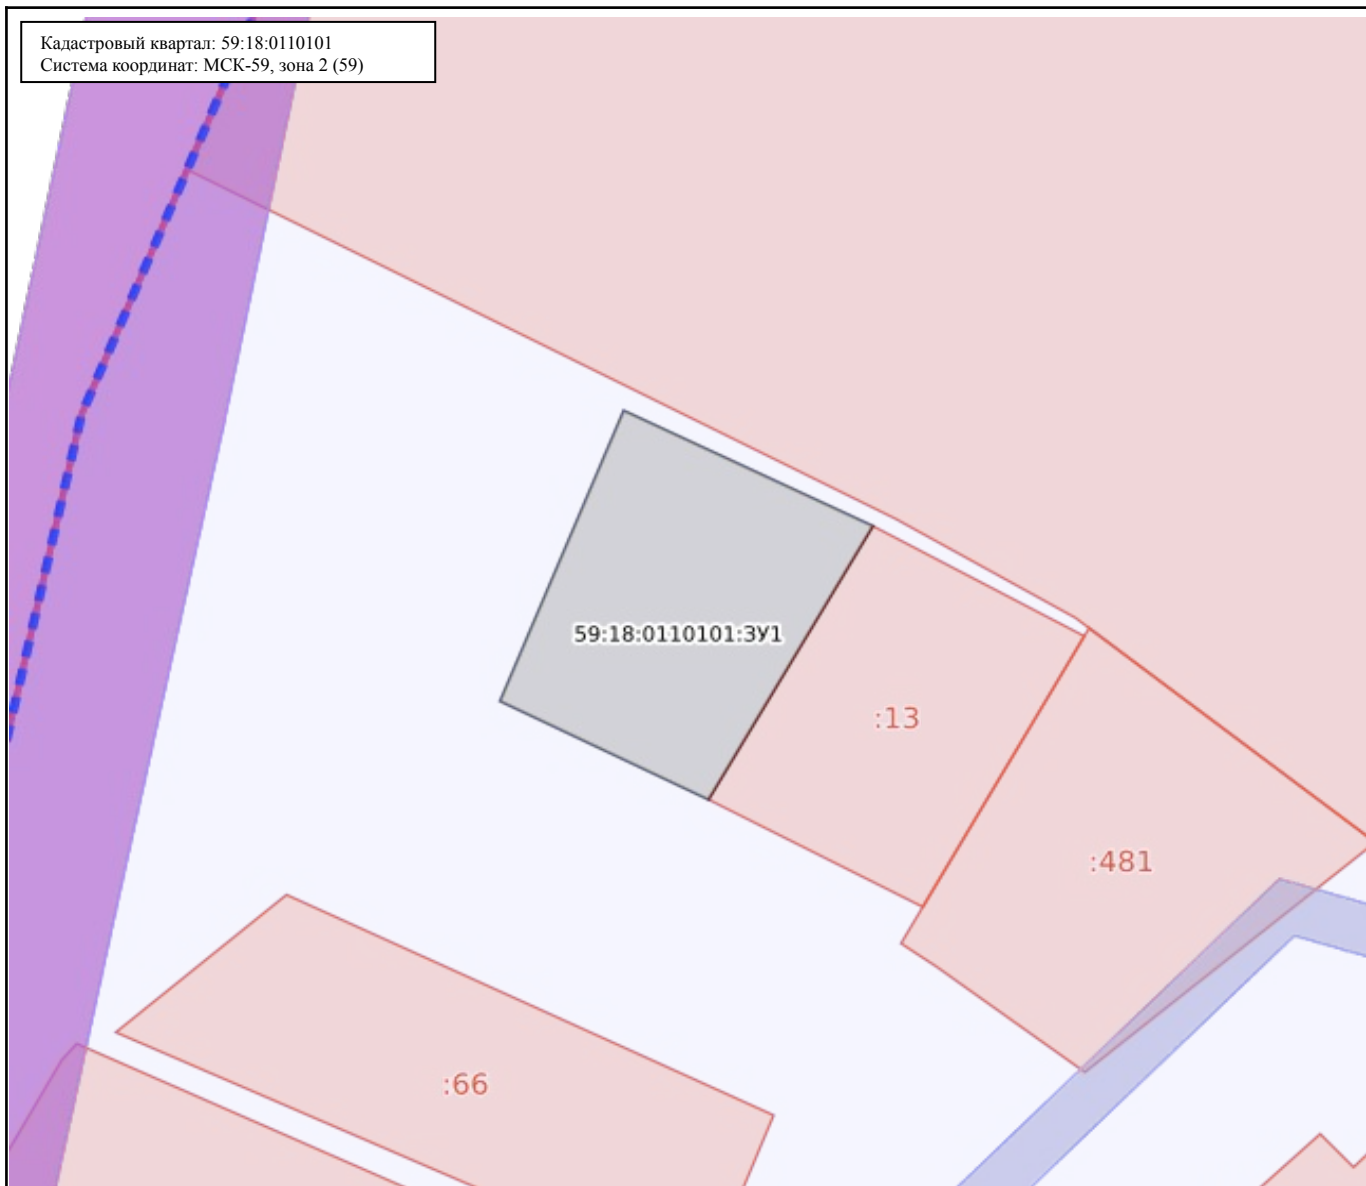 Кадастровый квартал: 59:18:0110101
Система координат: МСК-59, зона 2 (59)
59:18:0110101:ЗУ1
:13
:481
:66